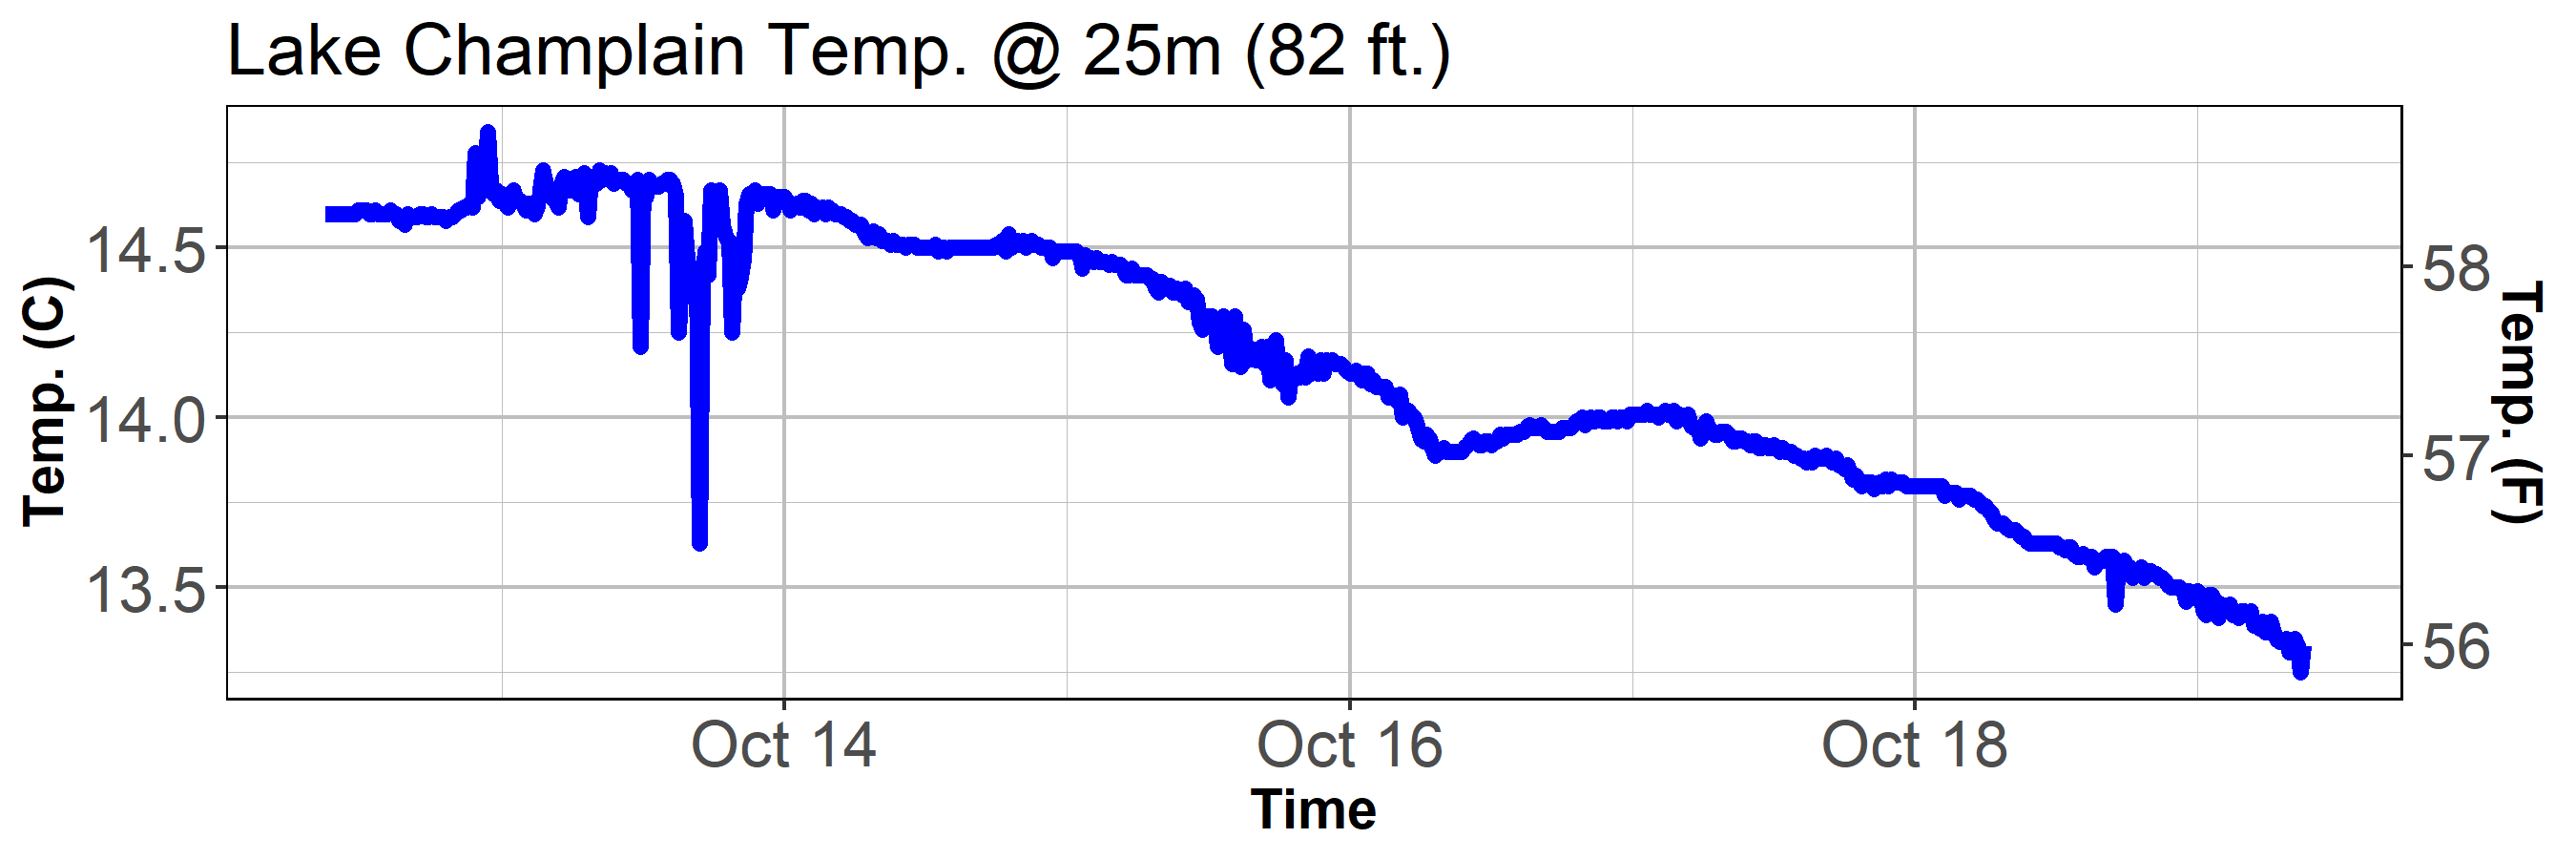 Lake Champlain Temp. @ 25m (82 ft.)
Temp. (C)
14.5
14.0
13.5
58
57
56
Temp. (F)
Oct 14 Oct 16 Oct 18
Time